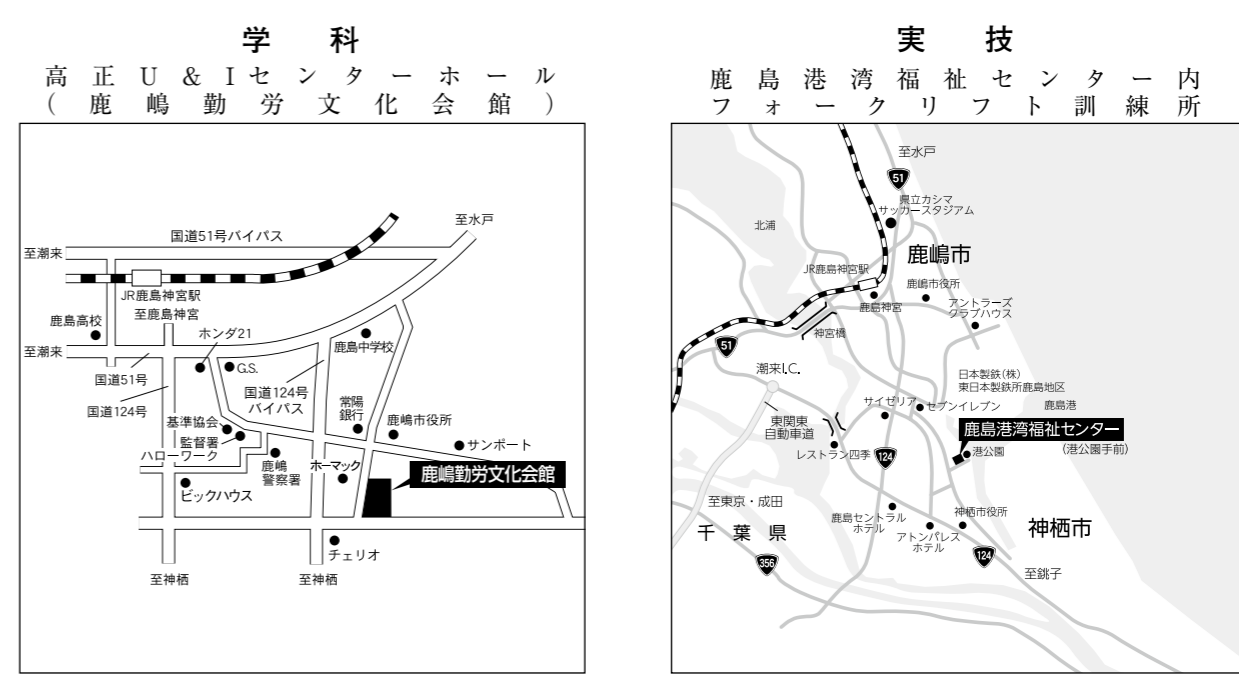 学科
高正U&Iセンターホール
(鹿嶋勤労文化会館)
至水戸
国道51号バイパス
至潮来
JR鹿島神宮駅
至鹿島神宮
鹿島高校
ホンダ21
至潮来
鹿島中学校
G.S.
国道51号
国道124号
バイパス
国道124号
常陽
銀行
基準協会
鹿嶋市役所
監督署
サンポート
ハローワーク
鹿嶋
警察署
ホーマック
鹿嶋勤労文化会館
ビックハウス
チェリオ
至神栖
至神栖
実技
鹿島港湾福祉センター内
フォークリフト訓練所
至水戸
51
県立カシマ
サッカースタジアム
北浦
鹿嶋市
JR鹿島神宮駅
鹿嶋市役所
鹿島神宮
アントラーズ
クラブハウス
神宮橋
51
潮来I.C.
日本製鉄(株)
東日本製鉄所鹿島地区
サイゼリア
セブンイレブン
鹿島港
東関東
自動車道
鹿島港湾福祉センター
(港公園手前)
港公園
レストラン四季
124
至東京・成田
鹿島セントラル
ホテル
神栖市役所
アトンパレス
ホテル
神栖市
千葉県
124
356
至銚子